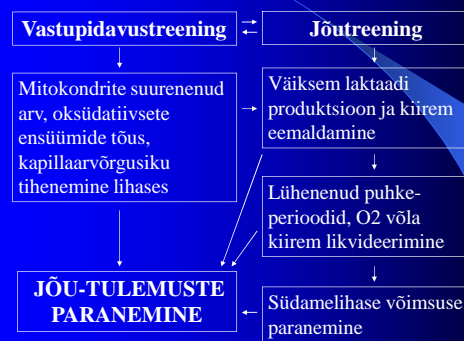 Vastupidavustreening
Jõutreening
Mitokondrite suurenenud
arv, oksüdatiivsete
ensüümide tõus,
kapillaarvõrgusiku
tihenemine lihases
Väiksem laktaadi
produktsioon ja kiirem
eemaldamine
Lühenenud puhke-
perioodid, O2 võla
kiirem likvideerimine
JÕU-TULEMUSTE
PARANEMINE
Südamelihase võimsuse
paranemine